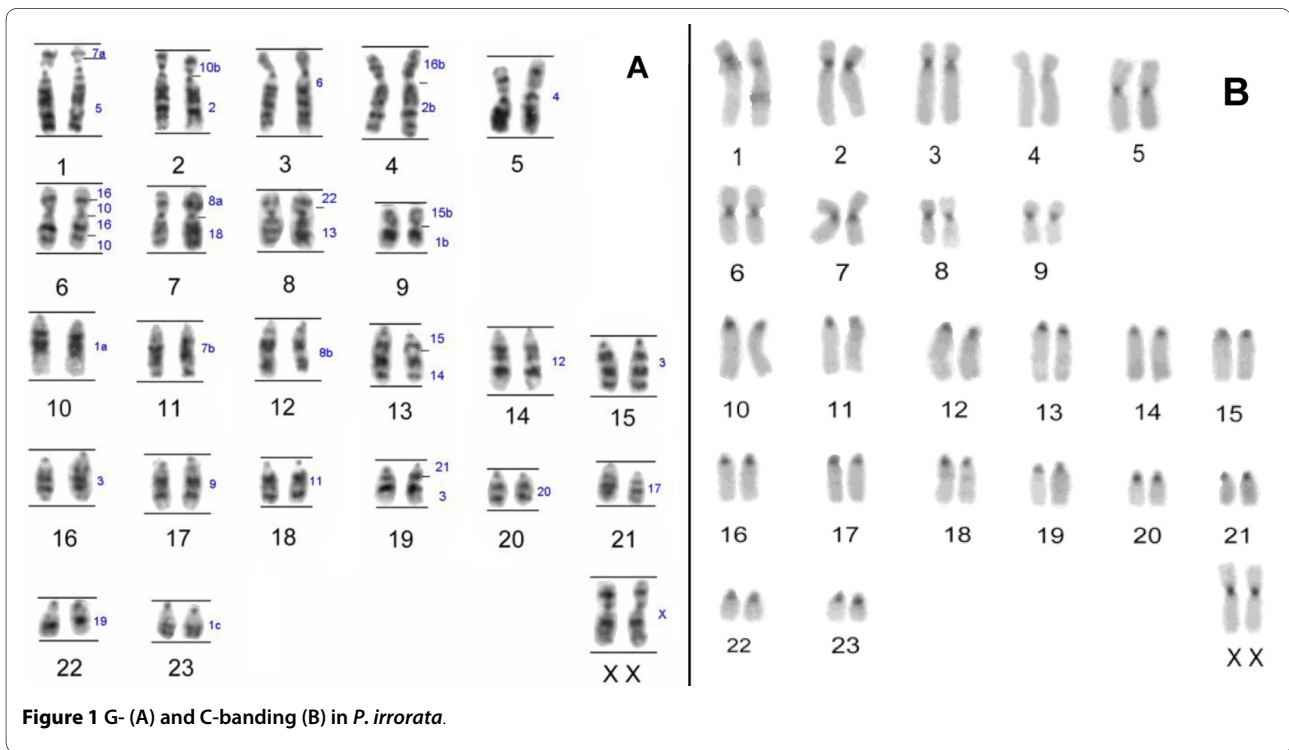 A
7a
5
10b
2
6
16b
2b
4
1 2 3 4 5
16
10
16
10
8a
18
22
13
15b
1b
6 7 8 9
1a
7b
8b
15
14
12
3
10 11 12 13 14 15
3
9
11
21
3
20
17
16 17 18 19 20 21
19
1c
X
22 23 X X
B
1 2 3 4 5
6 7 8 9
10 11 12 13 14 15
16 17 18 19 20 21
22 23 X X
Figure 1 G- (A) and C-banding (B) in P. irrorata.